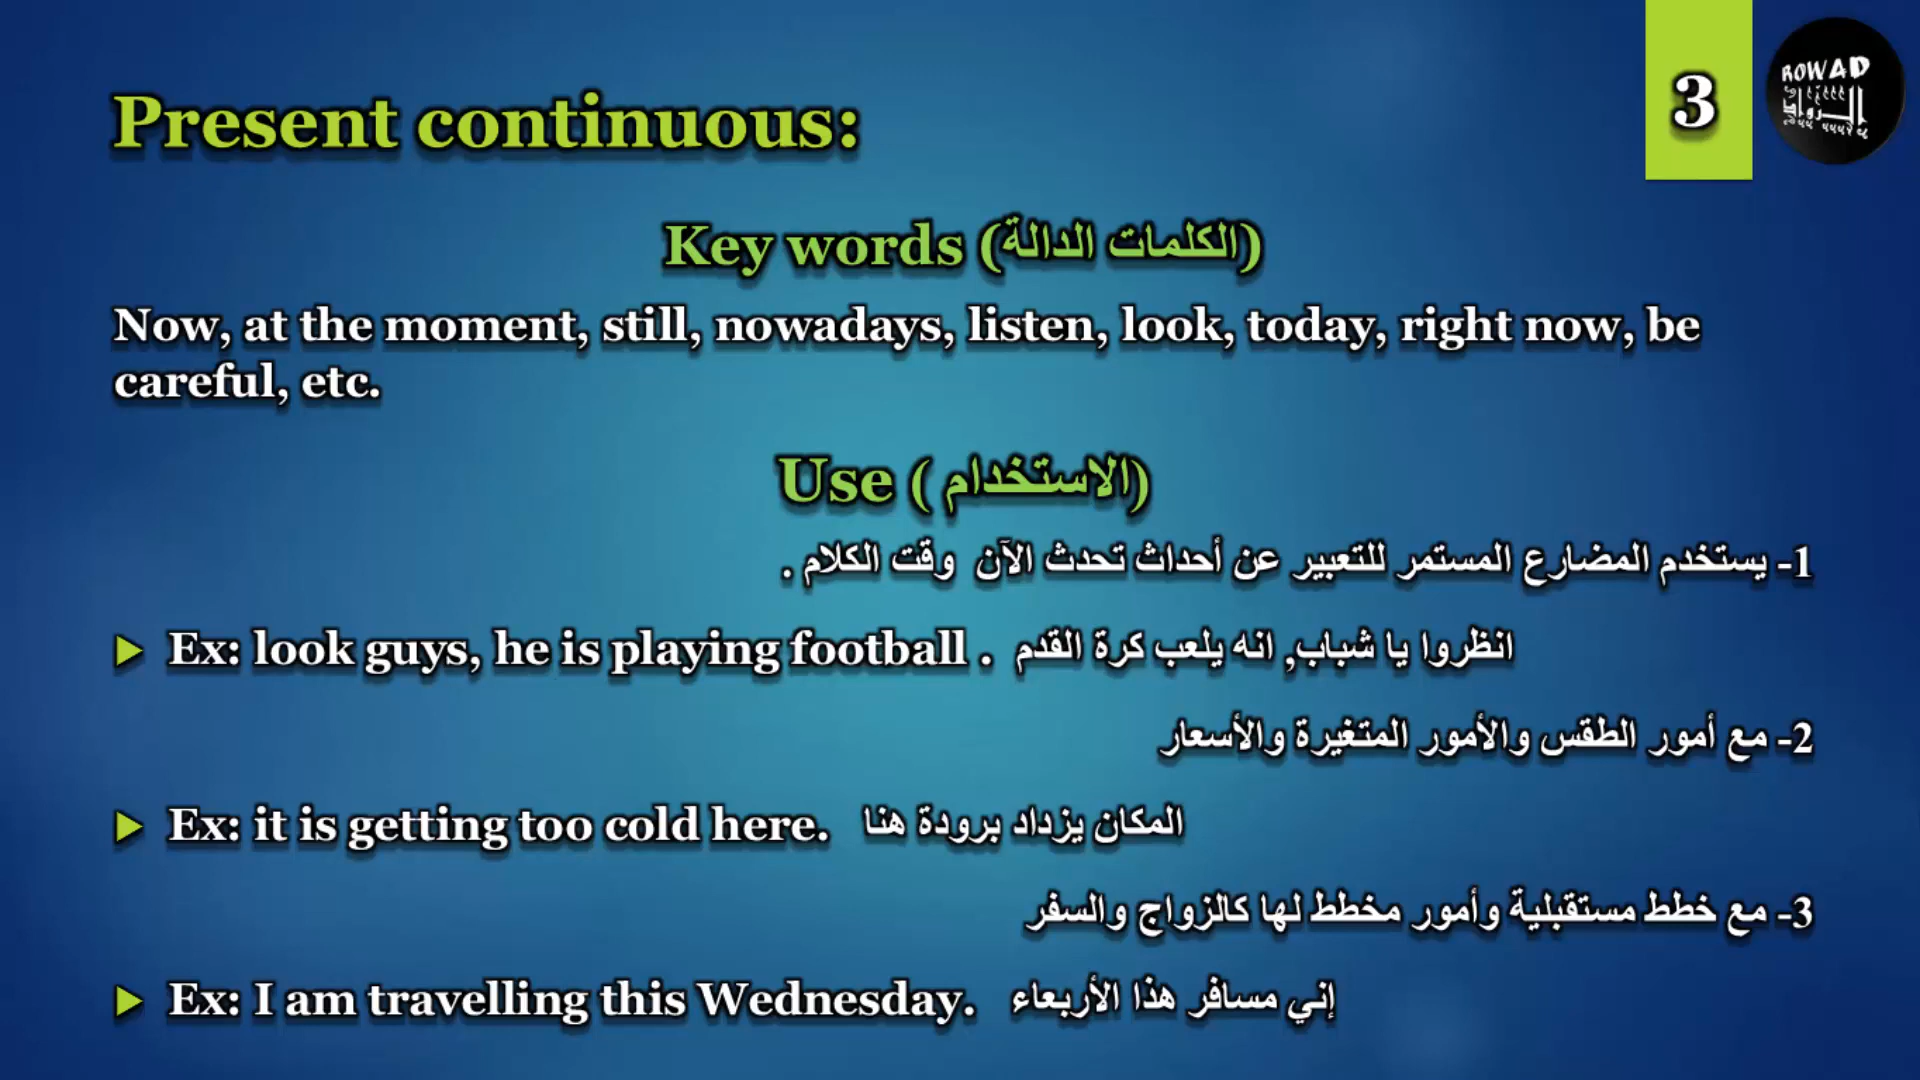 3
ROWAD
Present continuous:
Key words (الكلمات الدالة)
Now, at the moment, still, nowadays, listen, look, today, right now, be
careful, etc.
Use ( الاستخدام)
1- يستخدم المضارع المستمر للتعبير عن أحداث تحدث الآن وقت الكلام .
Ex: look guys, he is playing football . انظروا يا شباب, انه يلعب كرة القدم
2- مع أمور الطقس والأمور المتغيرة والأسعار
Ex: it is getting too cold here. المكان يزداد برودة هنا
3- مع خطط مستقبلية وأمور مخطط لها كالزواج والسفر
Ex: I am travelling this Wednesday. إني مسافر هذا الأربعاء